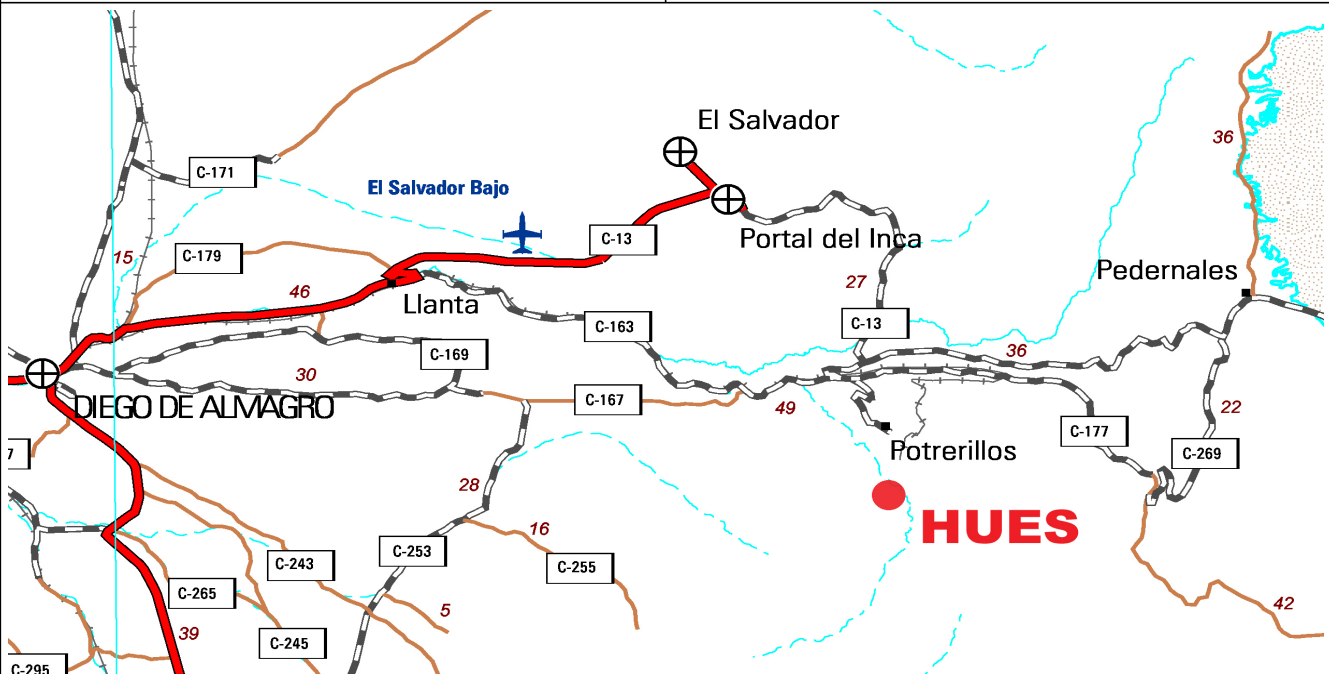 El Salvador
36
C-171
El Salvador Bajo
C-13
Portal del Inca
15
C-179
46
Llanta
27
Pedernales
C-163
C-13
C-169
30
36
DIEGO DE ALMAGRO
C-167
49
22
C-177
7
Potrerillos
C-269
28
HUES
16
C-253
C-243
C-255
C-265
5
42
39
C-245
C-295